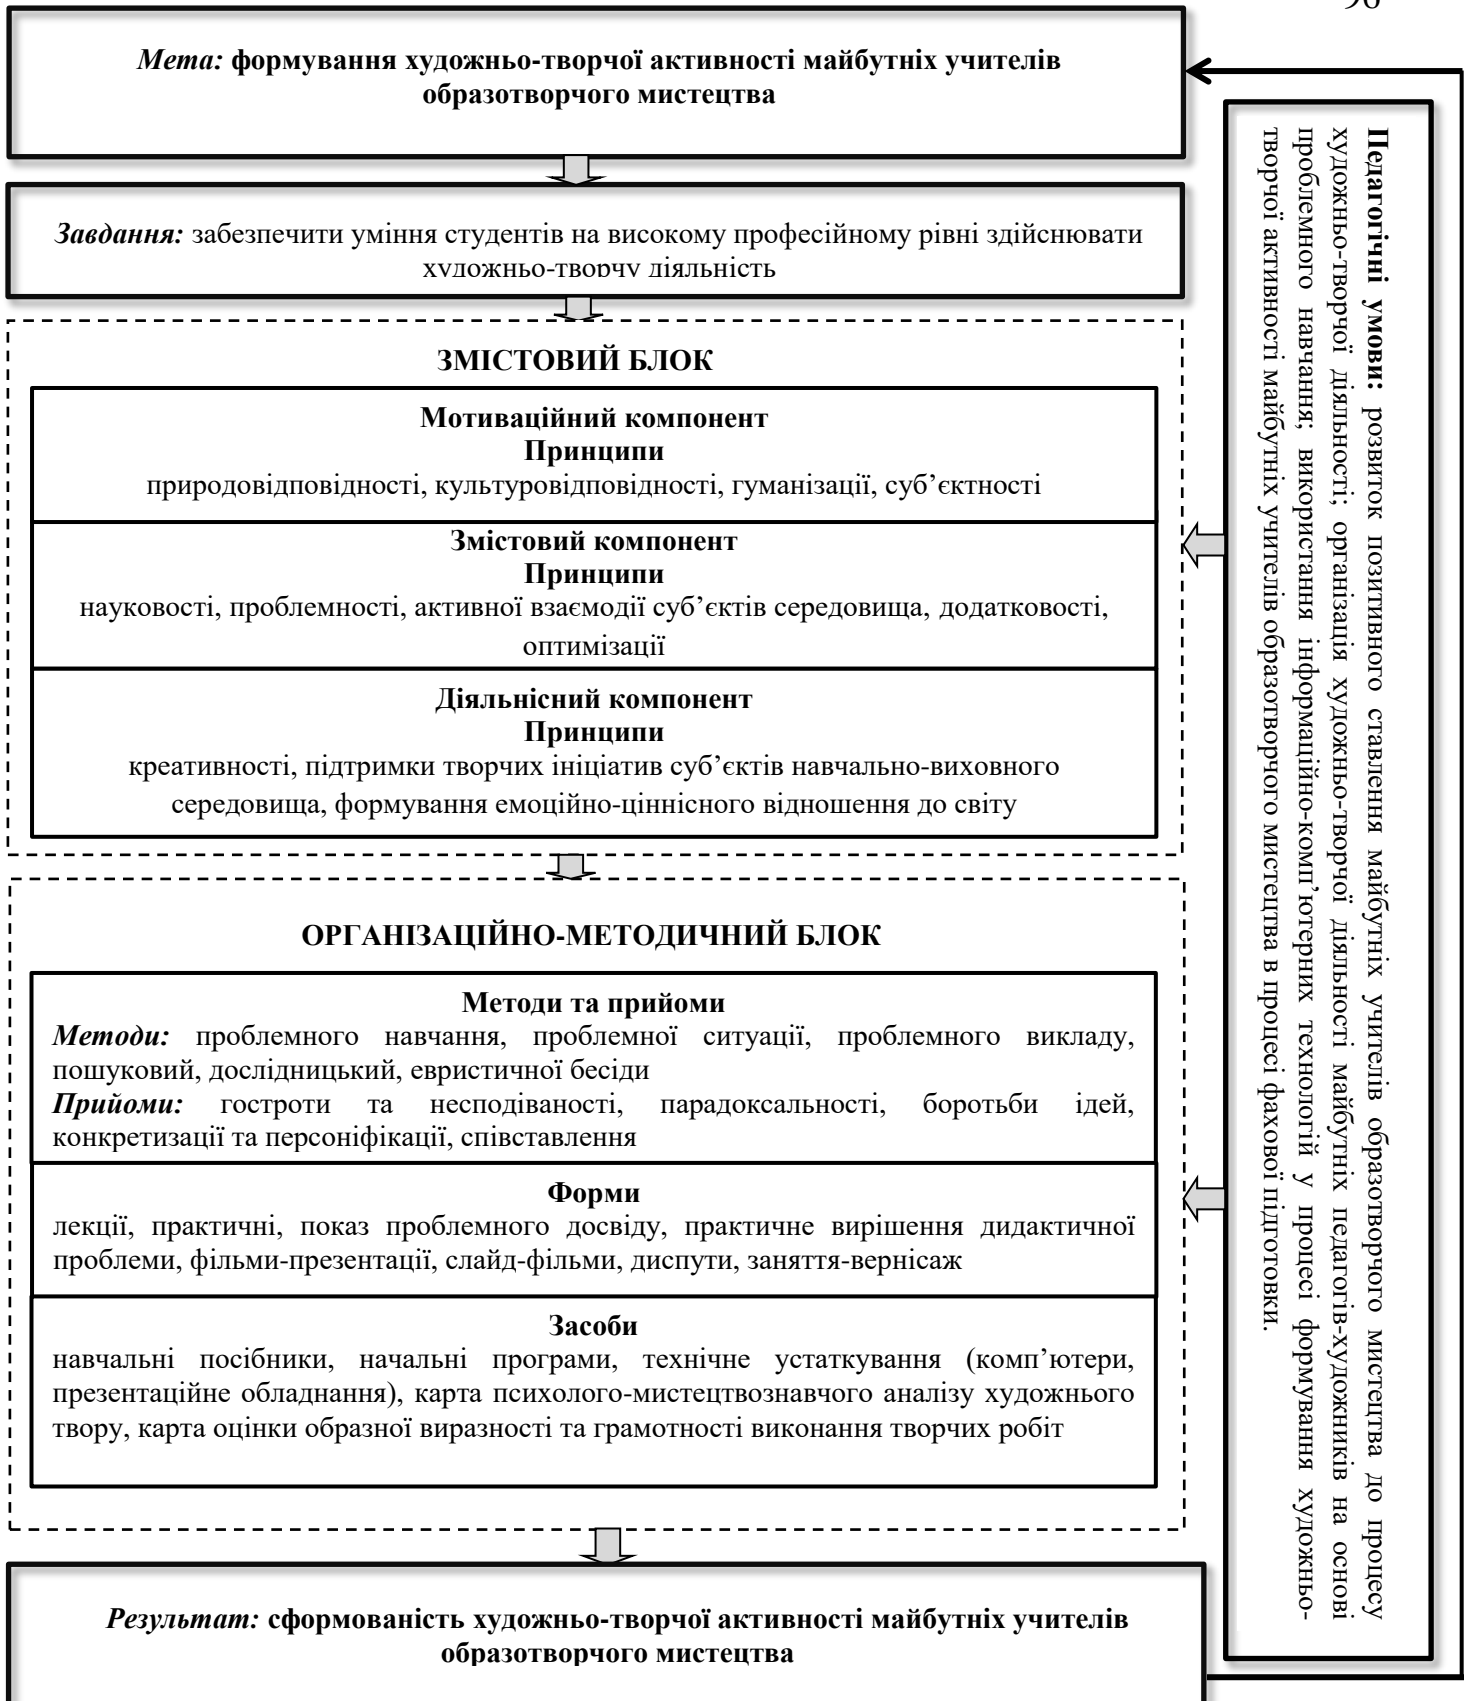 Мета: формування художньо-творчої активності майбутніх учителів
образотворчого мистецтва
Завдання: забезпечити уміння студентів на високому професійному рівні здійснювати
художньо-творчу діяльність
ЗМІСТОВИЙ БЛОК
Мотиваційний компонент
Принципи
природовідповідності, культуровідповідності, гуманізації, суб’єктності
Змістовий компонент
Принципи
науковості, проблемності, активної взаємодії суб’єктів середовища, додатковості,
оптимізації
Діяльнісний компонент
Принципи
креативності, підтримки творчих ініціатив суб’єктів навчально-виховного
середовища, формування емоційно-ціннісного відношення до світу
ОРГАНІЗАЦІЙНО-МЕТОДИЧНИЙ БЛОК
Методи та прийоми
Методи: проблемного навчання, проблемної ситуації, проблемного викладу,
пошуковий, дослідницький, евристичної бесіди
Прийоми: гостроти та несподіваності, парадоксальності, боротьби ідей,
конкретизації та персоніфікації, співставлення
Форми
лекції, практичні, показ проблемного досвіду, практичне вирішення дидактичної
проблеми, фільми-презентації, слайд-фільми, диспути, заняття-вернісаж
Засоби
навчальні посібники, начальні програми, технічне устаткування (комп’ютери,
презентаційне обладнання), карта психолого-мистецтвознавчого аналізу художнього
твору, карта оцінки образної виразності та грамотності виконання творчих робіт
Результат: сформованість художньо-творчої активності майбутніх учителів
образотворчого мистецтва
Педагогічні умови: розвиток позитивного ставлення майбутніх учителів образотворчого мистецтва до процесу
художньо-творчої діяльності; організація художньо-творчої діяльності майбутніх педагогів-художників на основі
проблемного навчання; використання інформаційно-комп’ютерних технологій у процесі формування художньо-
творчої активності майбутніх учителів образотворчого мистецтва в процесі фахової підготовки.